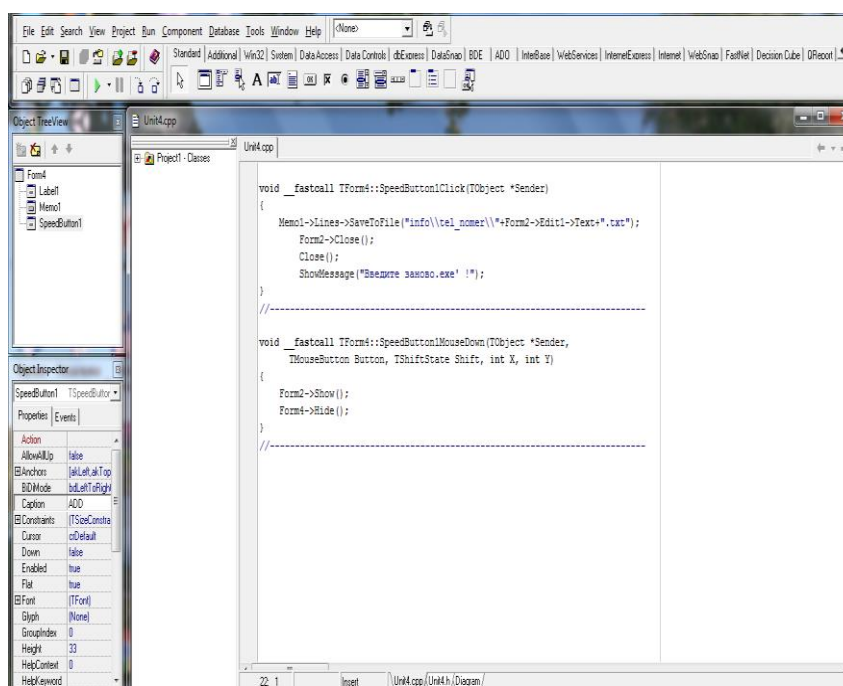 File Edit Search View Project Run Component Database Tools Window Help <None>
Standard Additional Win32 System Data Access Data Controls dbExpress DataSnap BDE ADO InterBase WebServices InternetExpress Internet WebSnap FastNet Decision Cube QReport
Object TreeView
Form4
Label1
Memo1
SpeedButton1
Object Inspector
SpeedButton1 TSpeedButtor
Properties Events
Action
AllowAllUp false
Anchors [akLeft,akTop
BiDiMode bdLeftToRight
Caption ADD
Constraints (TSizeConstra
Cursor crDefault
Down false
Enabled true
Flat true
Font (TFont)
Glyph (None)
GroupIndex 0
Height 33
HelpContext 0
HelpKeyword
Unit4.cpp
Project1 - Classes
Unit4.cpp
void __fastcall TForm4::SpeedButton1Click(TObject *Sender)
{
Memo1->Lines->SaveToFile("info\\tel_nomer\\"+Form2->Edit1->Text+".txt");
Form2->Close();
Close();
ShowMessage("Введите заново.exe' !");
}
//---------------------------------------------------------------------------
void __fastcall TForm4::SpeedButton1MouseDown(TObject *Sender,
TMouseButton Button, TShiftState Shift, int X, int Y)
{
Form2->Show();
Form4->Hide();
}
//---------------------------------------------------------------------------
22: 1 Insert \Unit4.cpp/Unit4.h/Diagram/